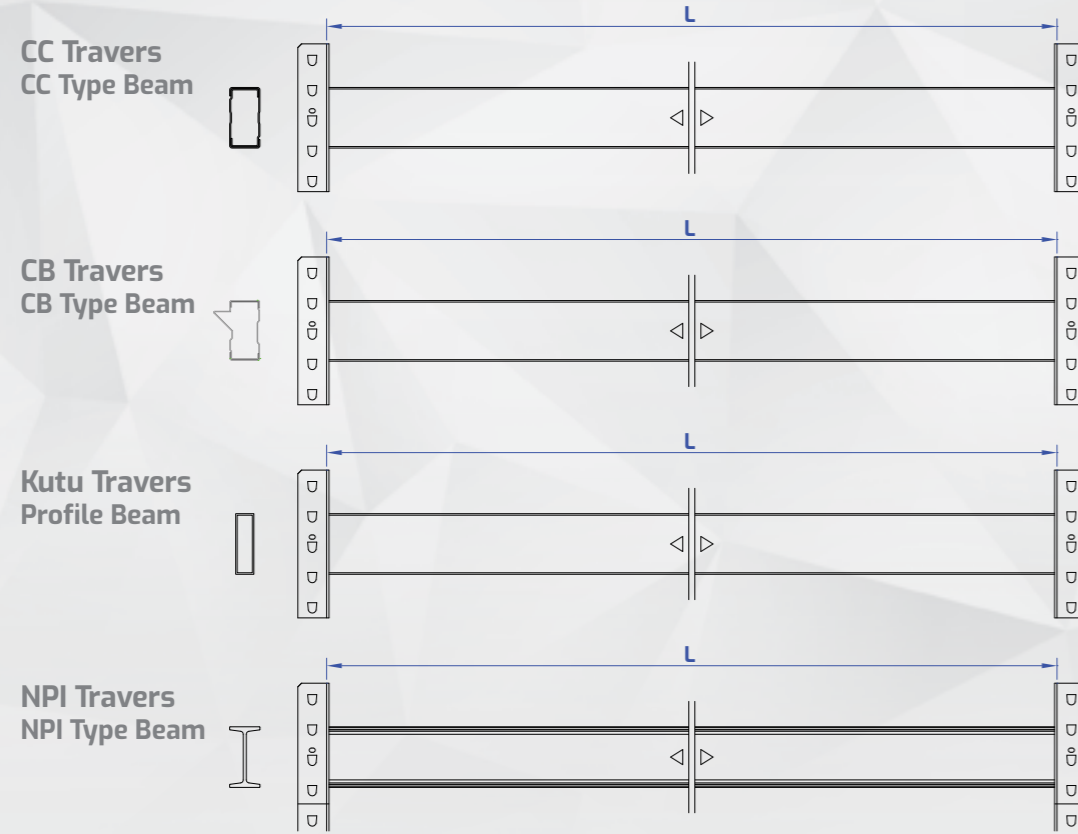 L
CC Travers
CC Type Beam
L
CB Travers
CB Type Beam
L
Kutu Travers
Profile Beam
L
NPI Travers
NPI Type Beam